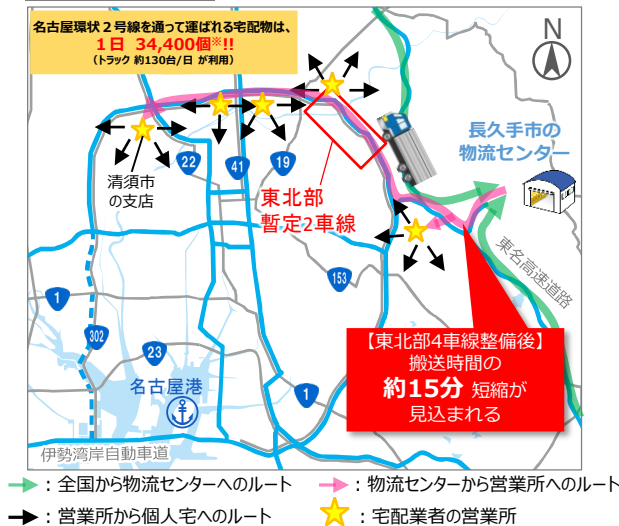 名古屋環状２号線を通って運ばれる宅配物は、
１日 34,400個※!!
（トラック 約130台/日 が利用）
N
長久手市の
物流センター
清須市
の支店
22
41
19
東北部
暫定2車線
153
東名高速道路
1
302
23
名古屋港
1
伊勢湾岸自動車道
【東北部4車線整備後】
搬送時間の
約15分 短縮が
見込まれる
：全国から物流センターへのルート
：物流センターから営業所へのルート
：営業所から個人宅へのルート
：宅配業者の営業所